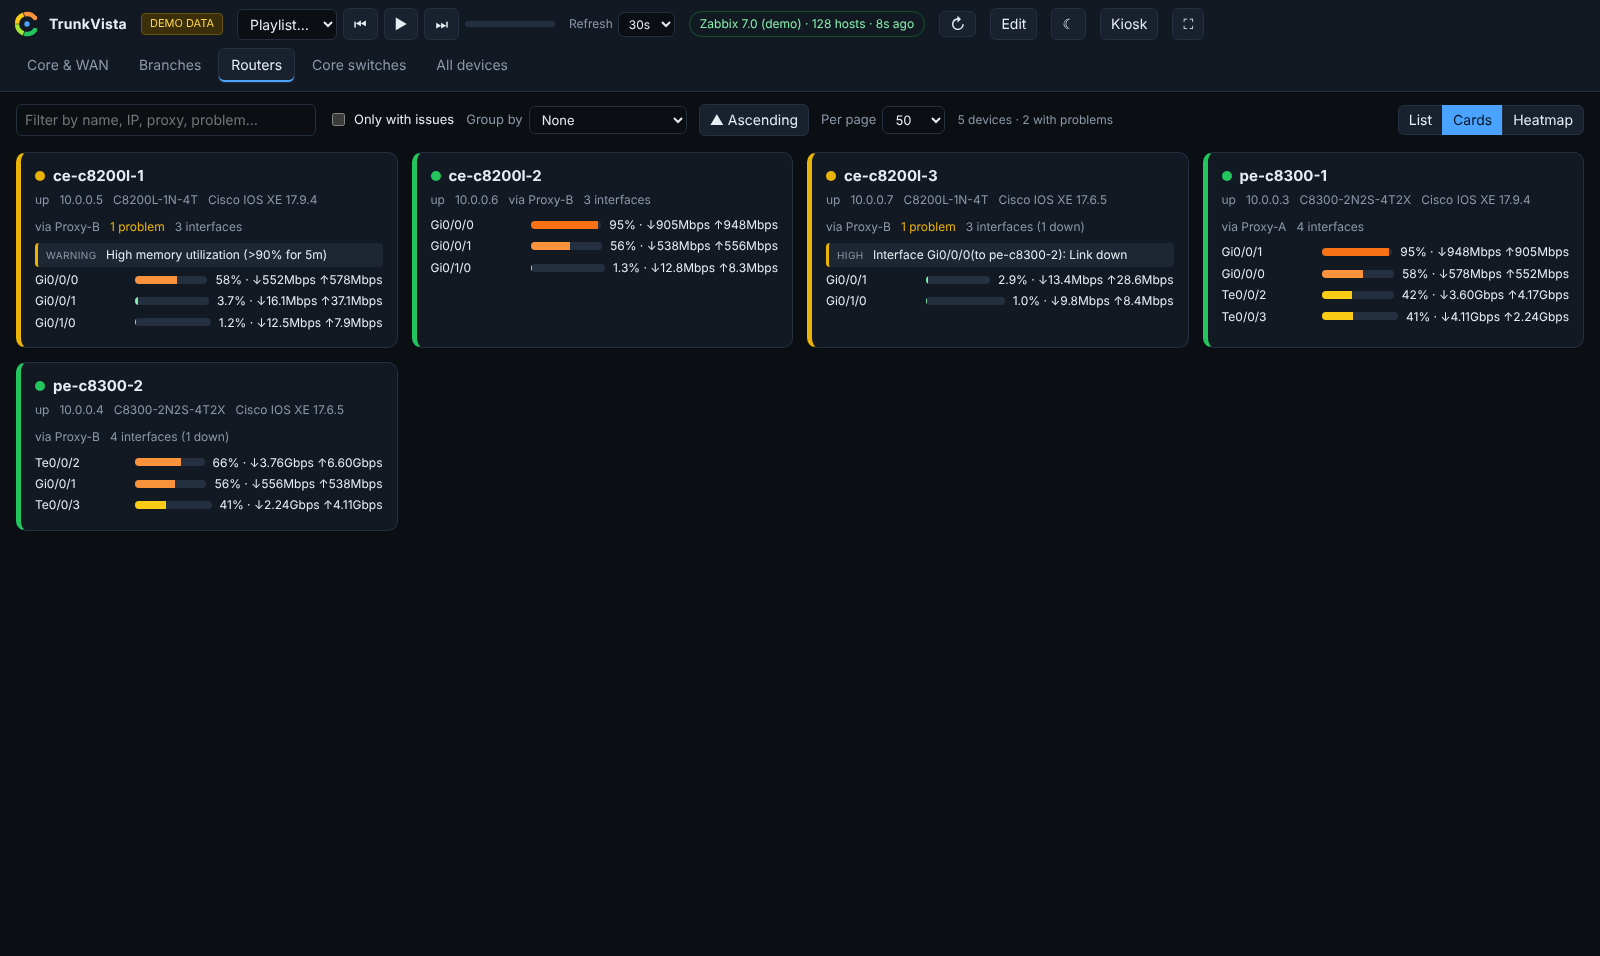 TrunkVista DEMO DATA Playlist... Refresh 30s Zabbix 7.0 (demo) · 128 hosts · 8s ago Edit Kiosk
Core & WAN Branches Routers Core switches All devices
Filter by name, IP, proxy, problem... Only with issues Group by None ▲ Ascending Per page 50 5 devices · 2 with problems List Cards Heatmap
ce-c8200l-1
up 10.0.0.5 C8200L-1N-4T Cisco IOS XE 17.9.4
via Proxy-B 1 problem 3 interfaces
WARNING High memory utilization (>90% for 5m)
Gi0/0/0 58% · ↓552Mbps ↑578Mbps
Gi0/0/1 3.7% · ↓16.1Mbps ↑37.1Mbps
Gi0/1/0 1.2% · ↓12.5Mbps ↑7.9Mbps
ce-c8200l-2
up 10.0.0.6 via Proxy-B 3 interfaces
Gi0/0/0 95% · ↓905Mbps ↑948Mbps
Gi0/0/1 56% · ↓538Mbps ↑556Mbps
Gi0/1/0 1.3% · ↓12.8Mbps ↑8.3Mbps
ce-c8200l-3
up 10.0.0.7 C8200L-1N-4T Cisco IOS XE 17.6.5
via Proxy-B 1 problem 3 interfaces (1 down)
HIGH Interface Gi0/0/0(to pe-c8300-2): Link down
Gi0/0/1 2.9% · ↓13.4Mbps ↑28.6Mbps
Gi0/1/0 1.0% · ↓9.8Mbps ↑8.4Mbps
pe-c8300-1
up 10.0.0.3 C8300-2N2S-4T2X Cisco IOS XE 17.9.4
via Proxy-A 4 interfaces
Gi0/0/1 95% · ↓948Mbps ↑905Mbps
Gi0/0/0 58% · ↓578Mbps ↑552Mbps
Te0/0/2 42% · ↓3.60Gbps ↑4.17Gbps
Te0/0/3 41% · ↓4.11Gbps ↑2.24Gbps
pe-c8300-2
up 10.0.0.4 C8300-2N2S-4T2X Cisco IOS XE 17.6.5
via Proxy-B 4 interfaces (1 down)
Te0/0/2 66% · ↓3.76Gbps ↑6.60Gbps
Gi0/0/1 56% · ↓556Mbps ↑538Mbps
Te0/0/3 41% · ↓2.24Gbps ↑4.11Gbps